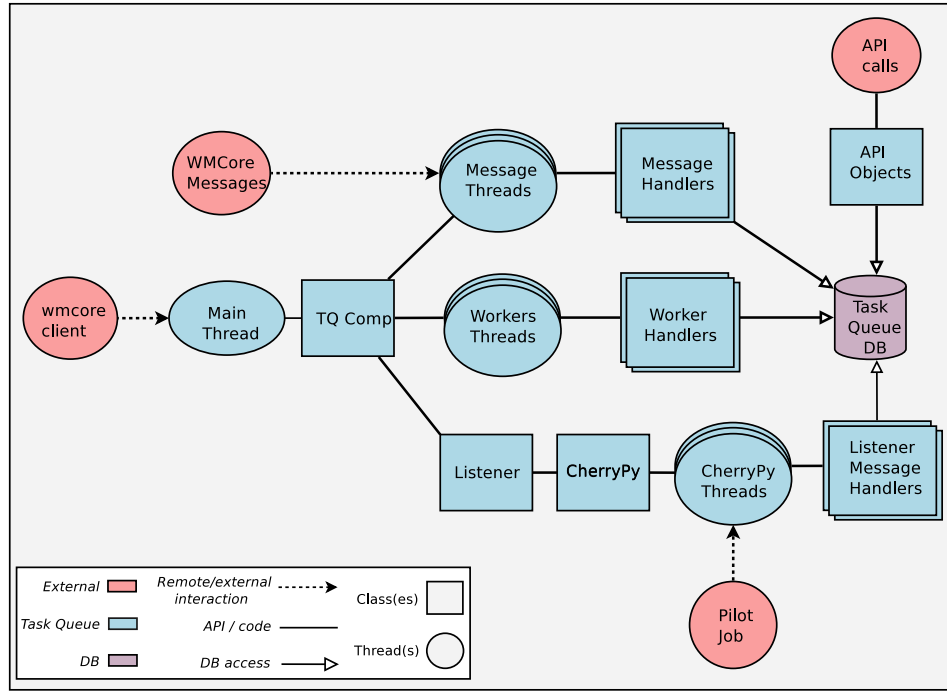 API
calls
WMCore
Messages
Message
Threads
Message
Handlers
API
Objects
wmcore
client
Main
Thread
TQ Comp
Workers
Threads
Worker
Handlers
Task
Queue
DB
Listener
CherryPy
CherryPy
Threads
Listener
Message
Handlers
Pilot
Job
External
Task Queue
DB
Remote/external
interaction
API / code
DB access
Class(es)
Thread(s)